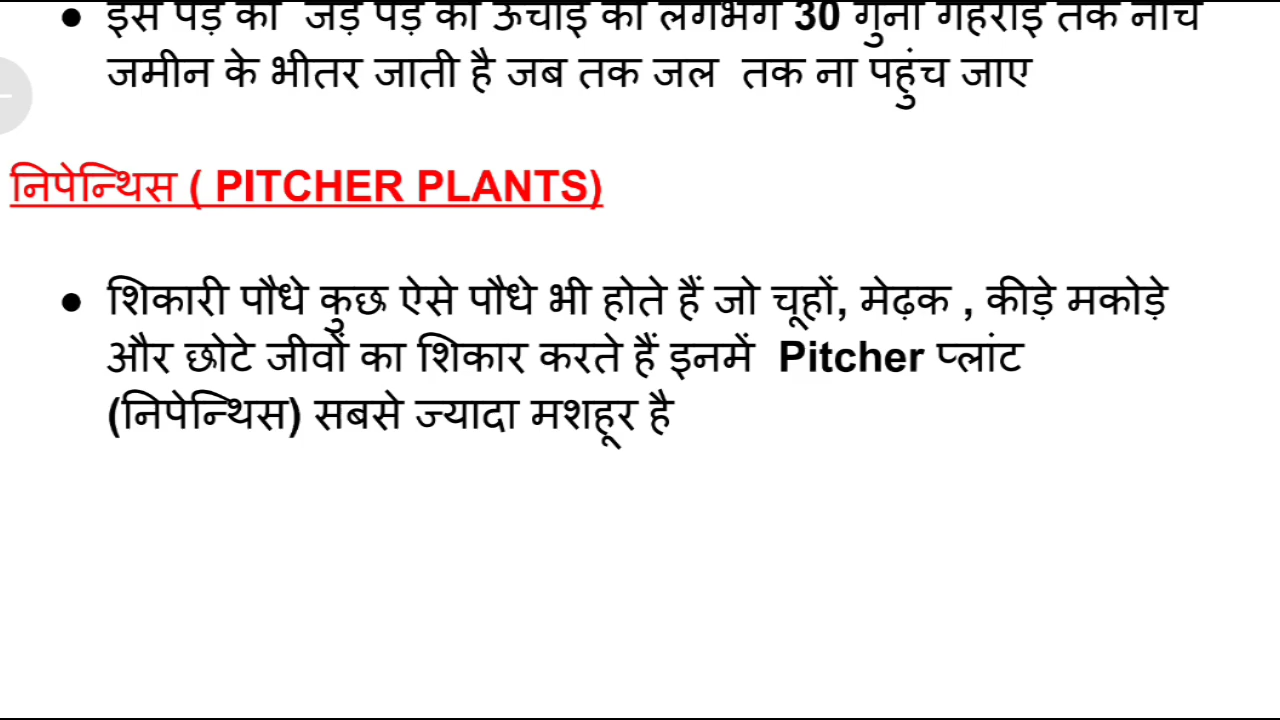 इस पेड़ की जड़ पेड़ की ऊंचाई की लगभग 30 गुना गहराई तक नीचे
जमीन के भीतर जाती है जब तक जल तक ना पहुंच जाए
निपेन्थिस ( PITCHER PLANTS)
● शिकारी पौधे कुछ ऐसे पौधे भी होते हैं जो चूहों, मेढ़क , कीड़े मकोड़े
और छोटे जीवों का शिकार करते हैं इनमें Pitcher प्लांट
(निपेन्थिस) सबसे ज्यादा मशहूर है